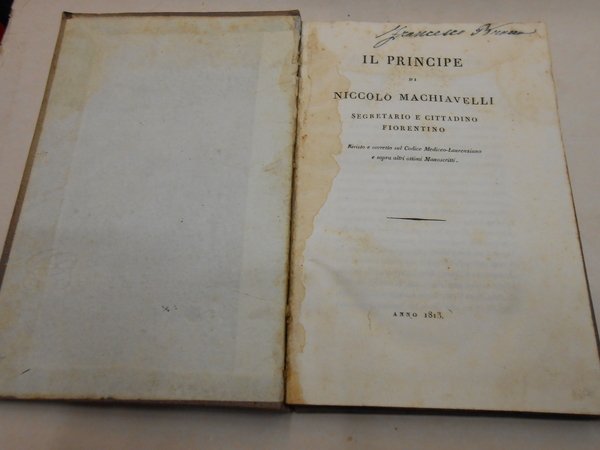 Francesco
IL PRINCIPE
DI
NICCOLÒ MACHIAVELLI
SEGRETARIO E CITTADINO
FIORENTINO
Rivisto e corretto sul Codice Mediceo-Laurenziano
e sopra altri ottimi Manoscritti.
ANNO 1813.